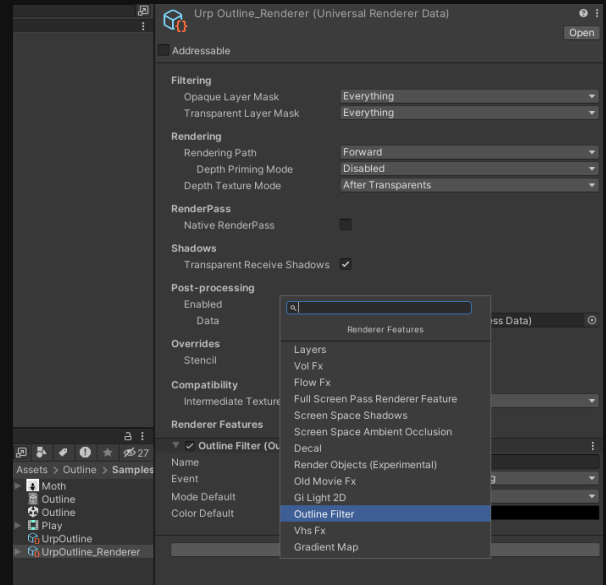 Urp Outline_Renderer (Universal Renderer Data)
Open
Addressable
Filtering
Opaque Layer Mask Everything
Transparent Layer Mask Everything
Rendering
Rendering Path Forward
Depth Priming Mode Disabled
Depth Texture Mode After Transparents
RenderPass
Native RenderPass
Shadows
Transparent Receive Shadows
Post-processing
Enabled
Data ess Data)
Overrides
Stencil
Compatibility
Intermediate Texture
Renderer Features
Outline Filter (Ou
Name
Event g
Mode Default
Color Default
Renderer Features
Layers
Vol Fx
Flow Fx
Full Screen Pass Renderer Feature
Screen Space Shadows
Screen Space Ambient Occlusion
Decal
Render Objects (Experimental)
Old Movie Fx
Gi Light 2D
Outline Filter
Vhs Fx
Gradient Map
27
Assets > Outline > Samples
Moth
Outline
Outline
Play
UrpOutline
UrpOutline_Renderer